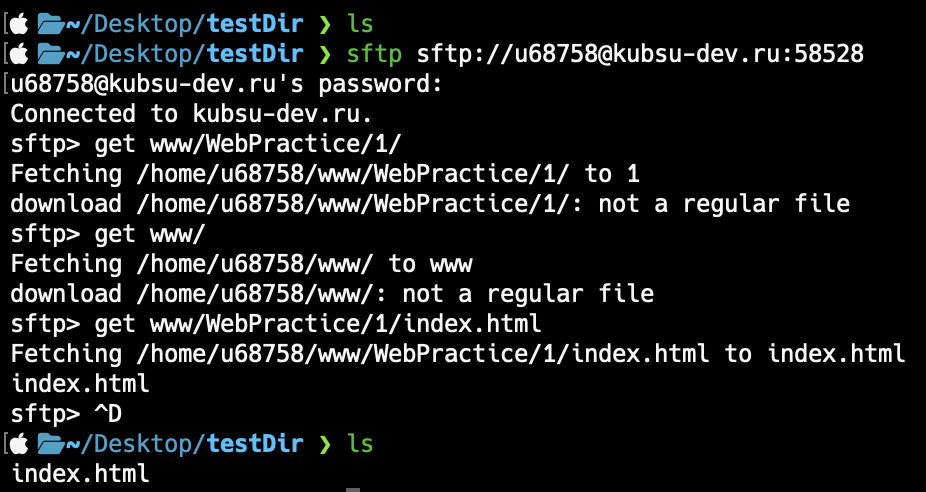 ~/Desktop/testDir ❯ ls
~/Desktop/testDir ❯ sftp sftp://u68758@kubsu-dev.ru:58528
u68758@kubsu-dev.ru's password:
Connected to kubsu-dev.ru.
sftp> get www/WebPractice/1/
Fetching /home/u68758/www/WebPractice/1/ to 1
download /home/u68758/www/WebPractice/1/: not a regular file
sftp> get www/
Fetching /home/u68758/www/ to www
download /home/u68758/www/: not a regular file
sftp> get www/WebPractice/1/index.html
Fetching /home/u68758/www/WebPractice/1/index.html to index.html
index.html
sftp> ^D
~/Desktop/testDir ❯ ls
index.html